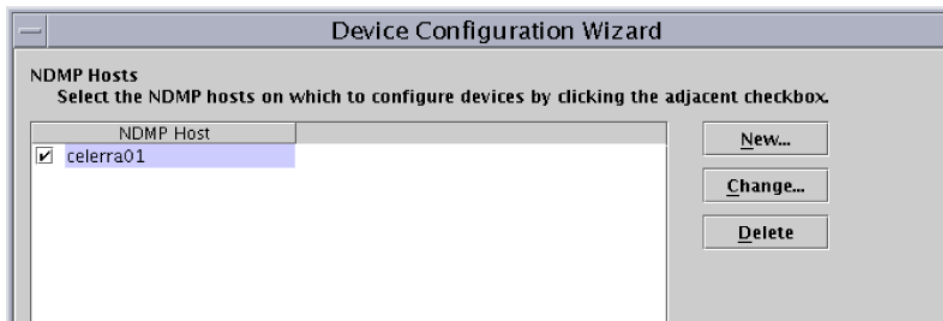 Device Configuration Wizard
NDMP Hosts
Select the NDMP hosts on which to configure devices by clicking the adjacent checkbox.
NDMP Host
celerra01
New...
Change...
Delete